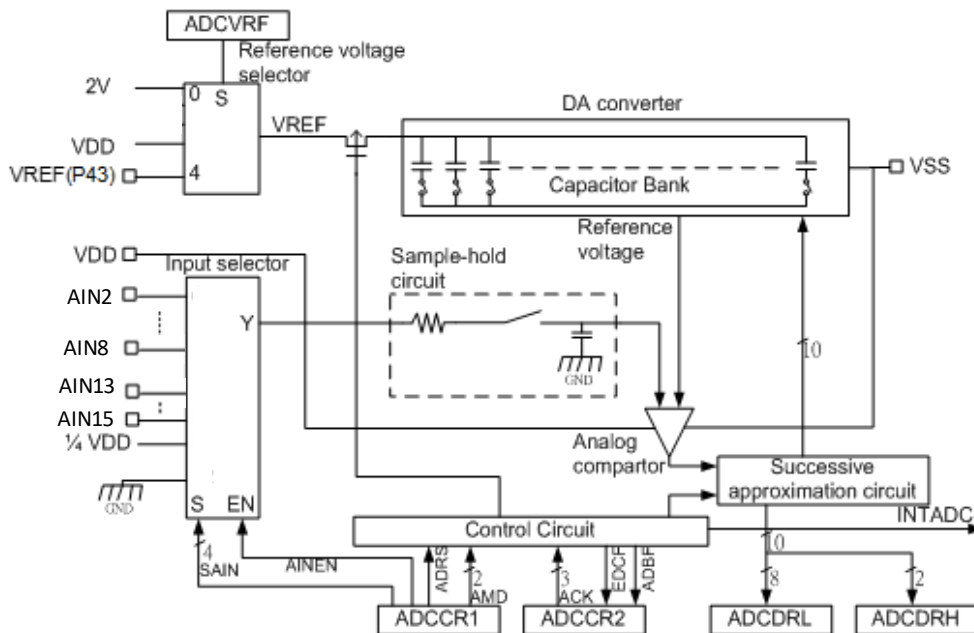 ADCVRF
Reference voltage
selector
2V
0
S
DA converter
VREF
VDD
VREF(P43)
4
VSS
Capacitor Bank
Reference
voltage
VDD
Input selector
Sample-hold
circuit
AIN2
Y
AIN8
10
GND
AIN13
AIN15
¼ VDD
Analog
compartor
Successive
approximation circuit
GND
S
EN
INTADC
Control Circuit
10
4
SAIN
AINEN
ADRS
2
AMD
3
ACK
EDCF
ADBF
8
2
ADCCR1
ADCCR2
ADCDRL
ADCDRH